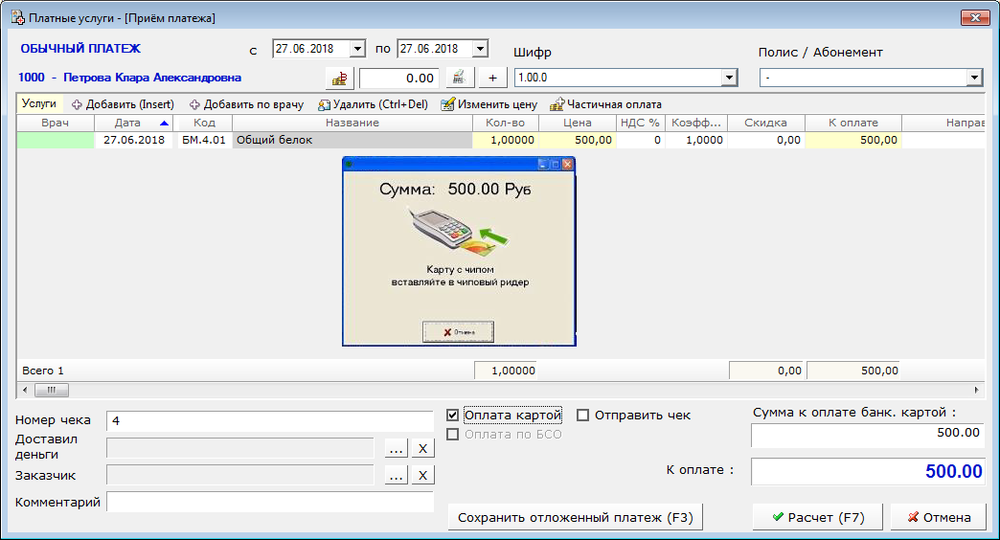 Платные услуги - [Приём платежа]
ОБЫЧНЫЙ ПЛАТЕЖ
с 27.06.2018 по 27.06.2018
Шифр
Полис / Абонемент
1000 - Петрова Клара Александровна
0.00
+
1.00.0
-
Услуги Добавить (Insert) Добавить по врачу Удалить (Ctrl+Del) Изменить цену Частичная оплата
Врач Дата Код Название Кол-во Цена НДС % Коэфф... Скидка К оплате Направ
27.06.2018 БМ.4.01 Общий белок 1,00000 500,00 0 1,0000 0,00 500,00
Сумма: 500.00 Руб
Карту с чипом
вставляйте в чиповый ридер
Отмена
Всего 1 1,00000 0,00 500,00
Номер чека 4
Доставил
деньги
... X
Заказчик ... X
Комментарий
Оплата картой Отправить чек
Оплата по БСО
Сумма к оплате банк. картой :
500.00
К оплате : 500.00
Сохранить отложенный платеж (F3) Расчет (F7) Отмена